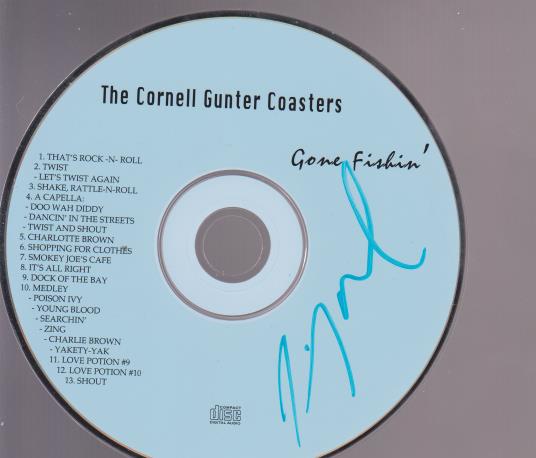 The Cornell Gunter Coasters
Gone Fishin'
1. THAT'S ROCK -N- ROLL
2. TWIST
- LET'S TWIST AGAIN
3. SHAKE, RATTLE-N-ROLL
4. A CAPELLA:
- DOO WAH DIDDY
- DANCIN' IN THE STREETS
- TWIST AND SHOUT
5. CHARLOTTE BROWN
6. SHOPPING FOR CLOTHES
7. SMOKEY JOE'S CAFE
8. IT'S ALL RIGHT
9. DOCK OF THE BAY
10. MEDLEY
- POISON IVY
- YOUNG BLOOD
- SEARCHIN'
- ZING
- CHARLIE BROWN
- YAKETY-YAK
11. LOVE POTION #9
12. LOVE POTION #10
13. SHOUT
COMPACT
disc
DIGITAL AUDIO